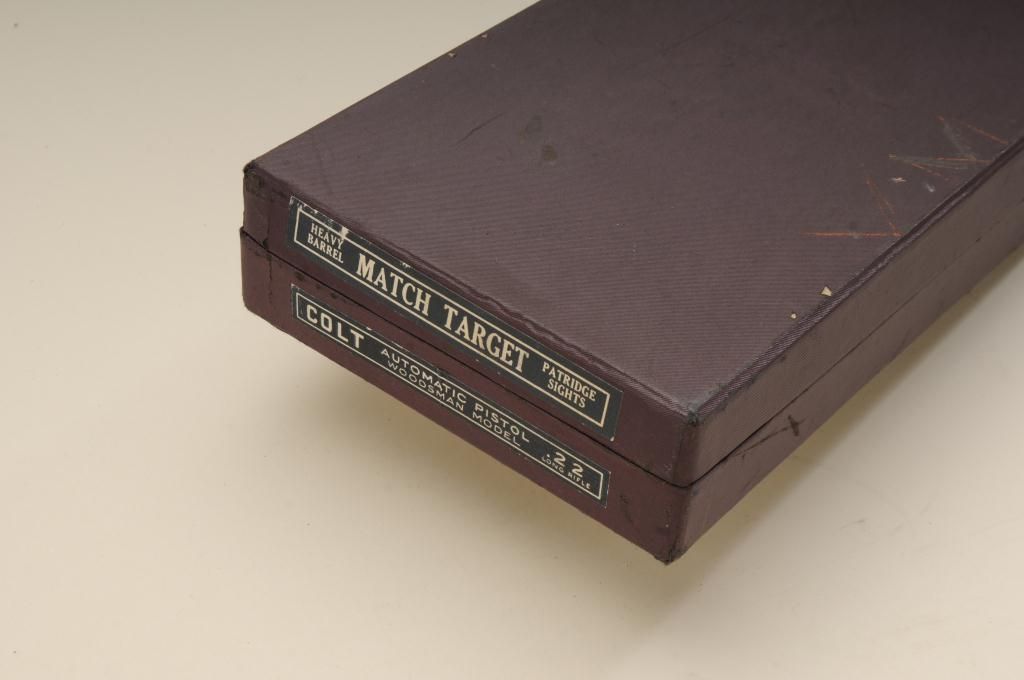 HEAVY
BARREL
MATCH TARGET
PATRIDGE
SIGHTS
COLT
AUTOMATIC PISTOL
WOODSMAN MODEL
.22
LONG RIFLE